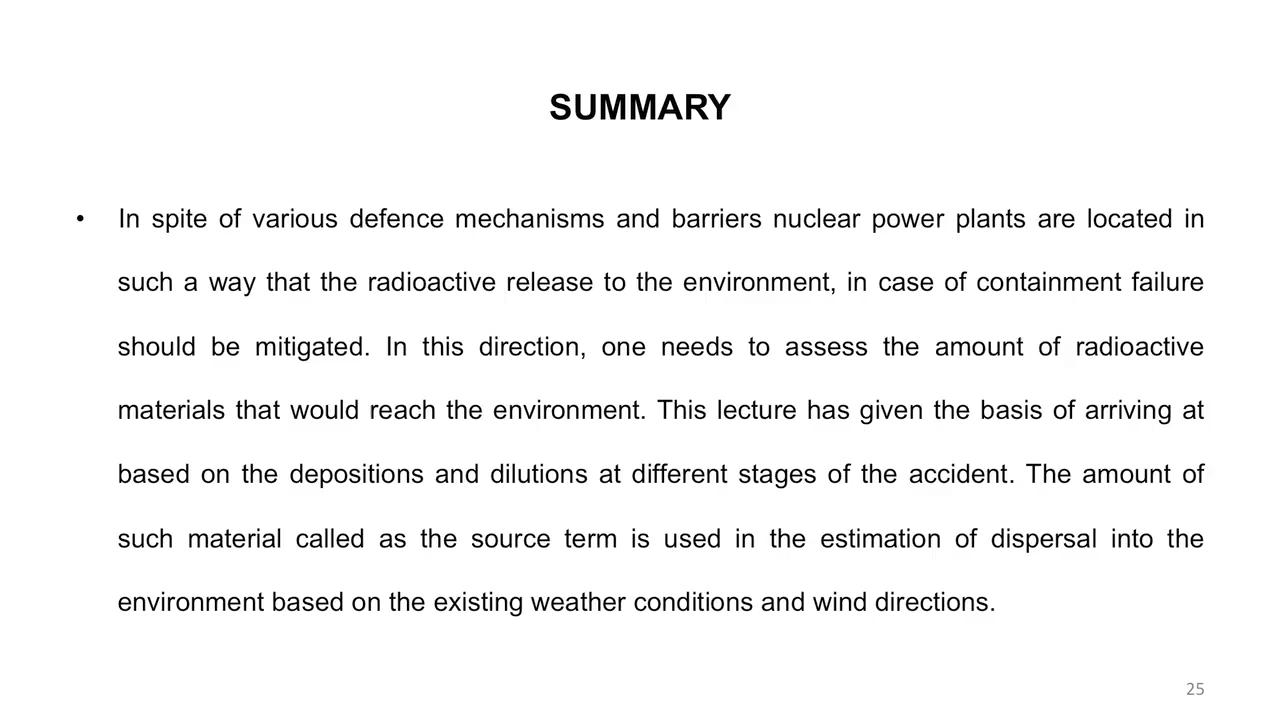 SUMMARY
• In spite of various defence mechanisms and barriers nuclear power plants are located in
such a way that the radioactive release to the environment, in case of containment failure
should be mitigated. In this direction, one needs to assess the amount of radioactive
materials that would reach the environment. This lecture has given the basis of arriving at
based on the depositions and dilutions at different stages of the accident. The amount of
such material called as the source term is used in the estimation of dispersal into the
environment based on the existing weather conditions and wind directions.
25